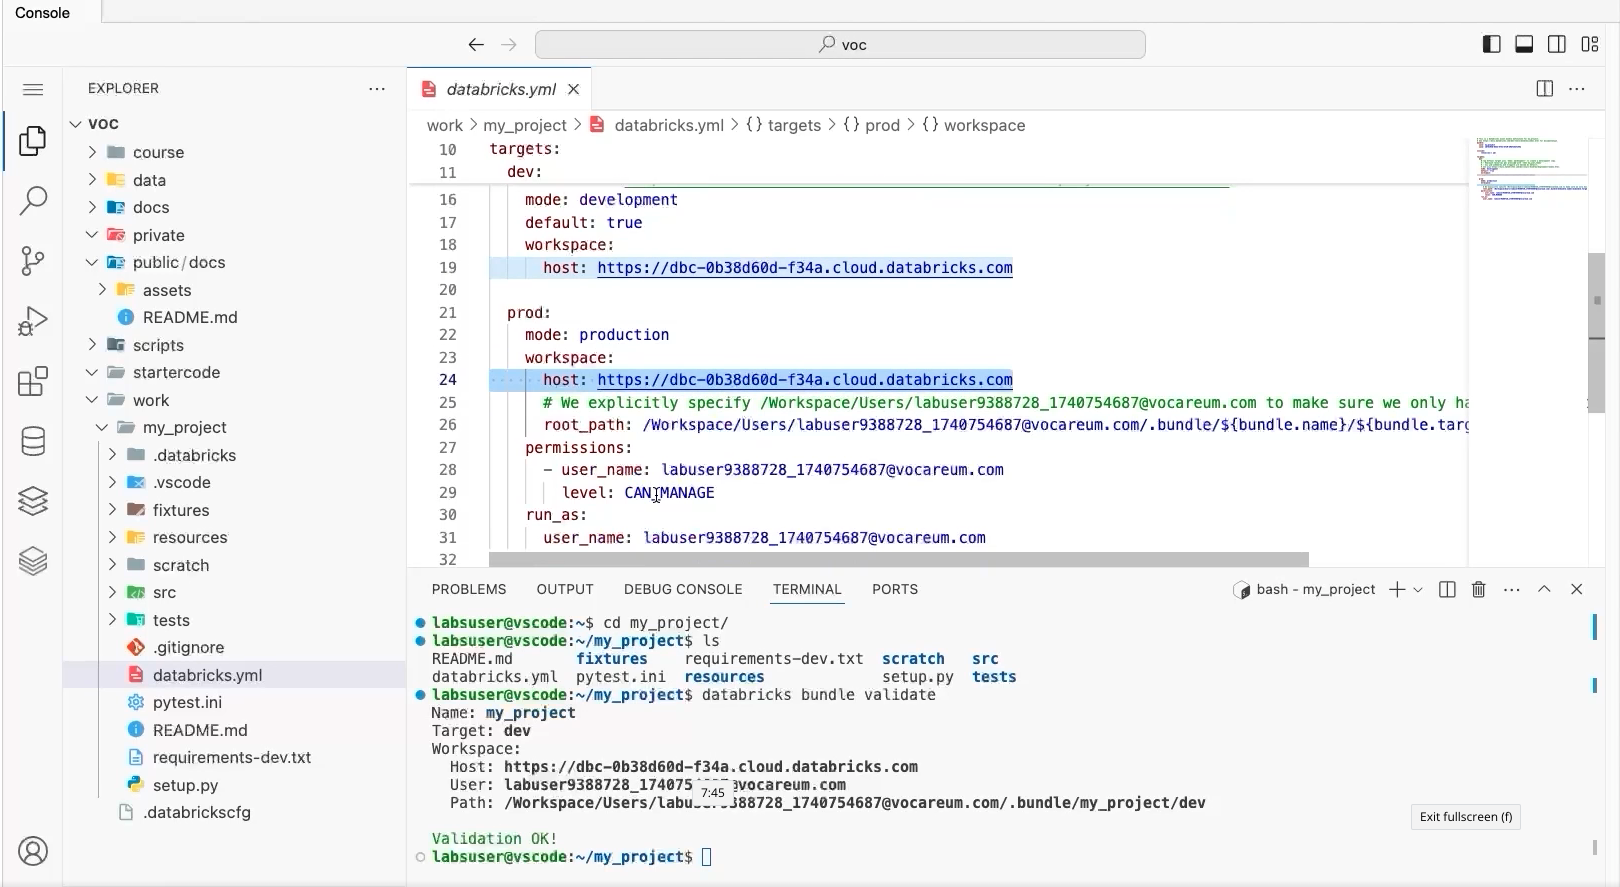 Console
voc
EXPLORER
VOC
course
data
docs
private
public/docs
assets
README.md
scripts
startercode
work
my_project
.databricks
.vscode
fixtures
resources
scratch
src
tests
.gitignore
databricks.yml
pytest.ini
README.md
requirements-dev.txt
setup.py
.databrickscfg
databricks.yml
work > my_project > databricks.yml > {} targets > {} prod > {} workspace
10 targets:
11 dev:
16 mode: development
17 default: true
18 workspace:
19 host: https://dbc-0b38d60d-f34a.cloud.databricks.com
20
21 prod:
22 mode: production
23 workspace:
24 host: https://dbc-0b38d60d-f34a.cloud.databricks.com
25 # We explicitly specify /Workspace/Users/labuser9388728_1740754687@vocareum.com to make sure we only ha
26 root_path: /Workspace/Users/labuser9388728_1740754687@vocareum.com/.bundle/${bundle.name}/${bundle.targ
27 permissions:
28 - user_name: labuser9388728_1740754687@vocareum.com
29 level: CAN_MANAGE
30 run_as:
31 user_name: labuser9388728_1740754687@vocareum.com
32
PROBLEMS OUTPUT DEBUG CONSOLE TERMINAL PORTS
bash - my_project
labsuser@vscode:~$ cd my_project/
labsuser@vscode:~/my_project$ ls
README.md fixtures requirements-dev.txt scratch src
databricks.yml pytest.ini resources setup.py tests
labsuser@vscode:~/my_project$ databricks bundle validate
Name: my_project
Target: dev
Workspace:
Host: https://dbc-0b38d60d-f34a.cloud.databricks.com
User: labuser9388728_17407 vocareum.com
7:45
Path: /Workspace/Users/labuser9388728_1740754687@vocareum.com/.bundle/my_project/dev
Exit fullscreen (f)
Validation OK!
labsuser@vscode:~/my_project$